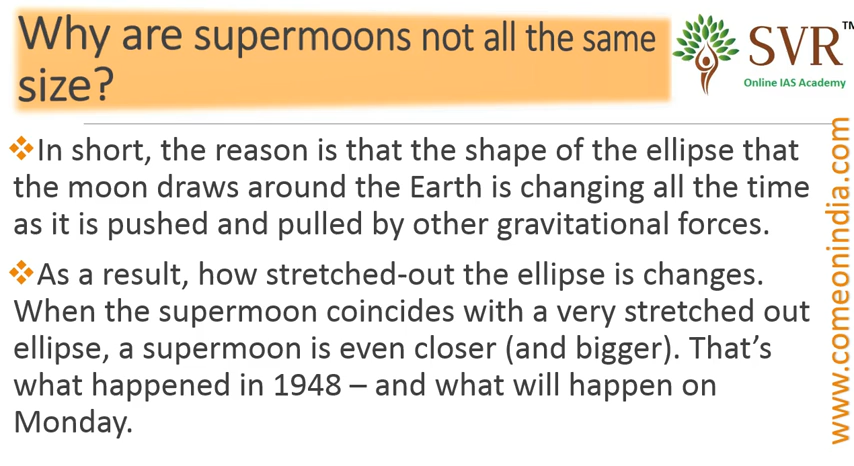 Why are supermoons not all the same
size?
SVR™
Online IAS Academy
❖In short, the reason is that the shape of the ellipse that
the moon draws around the Earth is changing all the time
as it is pushed and pulled by other gravitational forces.
❖As a result, how stretched-out the ellipse is changes.
When the supermoon coincides with a very stretched out
ellipse, a supermoon is even closer (and bigger). That’s
what happened in 1948 – and what will happen on
Monday.
www.comeonindia.com